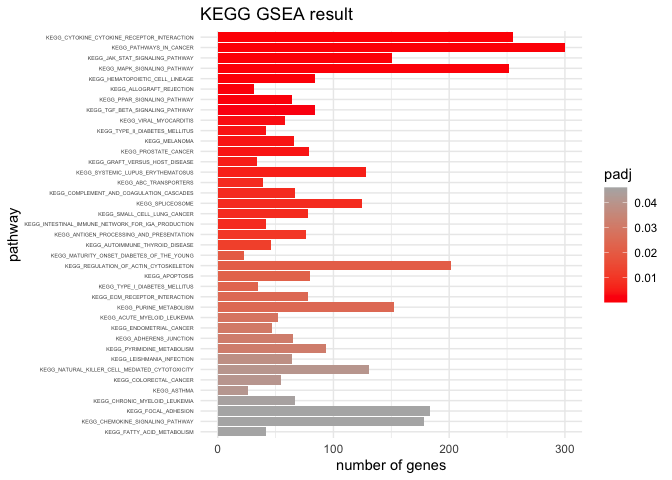 KEGG GSEA result
KEGG_CYTOKINE_CYTOKINE_RECEPTOR_INTERACTION
KEGG_PATHWAYS_IN_CANCER
KEGG_JAK_STAT_SIGNALING_PATHWAY
KEGG_MAPK_SIGNALING_PATHWAY
KEGG_HEMATOPOIETIC_CELL_LINEAGE
KEGG_ALLOGRAFT_REJECTION
KEGG_PPAR_SIGNALING_PATHWAY
KEGG_TGF_BETA_SIGNALING_PATHWAY
KEGG_VIRAL_MYOCARDITIS
KEGG_TYPE_II_DIABETES_MELLITUS
KEGG_MELANOMA
KEGG_PROSTATE_CANCER
KEGG_GRAFT_VERSUS_HOST_DISEASE
KEGG_SYSTEMIC_LUPUS_ERYTHEMATOSUS
KEGG_ABC_TRANSPORTERS
KEGG_COMPLEMENT_AND_COAGULATION_CASCADES
KEGG_SPLICEOSOME
KEGG_SMALL_CELL_LUNG_CANCER
KEGG_INTESTINAL_IMMUNE_NETWORK_FOR_IGA_PRODUCTION
KEGG_ANTIGEN_PROCESSING_AND_PRESENTATION
KEGG_AUTOIMMUNE_THYROID_DISEASE
KEGG_MATURITY_ONSET_DIABETES_OF_THE_YOUNG
KEGG_REGULATION_OF_ACTIN_CYTOSKELETON
KEGG_APOPTOSIS
KEGG_TYPE_I_DIABETES_MELLITUS
KEGG_ECM_RECEPTOR_INTERACTION
KEGG_PURINE_METABOLISM
KEGG_ACUTE_MYELOID_LEUKEMIA
KEGG_ENDOMETRIAL_CANCER
KEGG_ADHERENS_JUNCTION
KEGG_PYRIMIDINE_METABOLISM
KEGG_LEISHMANIA_INFECTION
KEGG_NATURAL_KILLER_CELL_MEDIATED_CYTOTOXICITY
KEGG_COLORECTAL_CANCER
KEGG_ASTHMA
KEGG_CHRONIC_MYELOID_LEUKEMIA
KEGG_FOCAL_ADHESION
KEGG_CHEMOKINE_SIGNALING_PATHWAY
KEGG_FATTY_ACID_METABOLISM
pathway
0 100 200 300
number of genes
padj
0.04
0.03
0.02
0.01